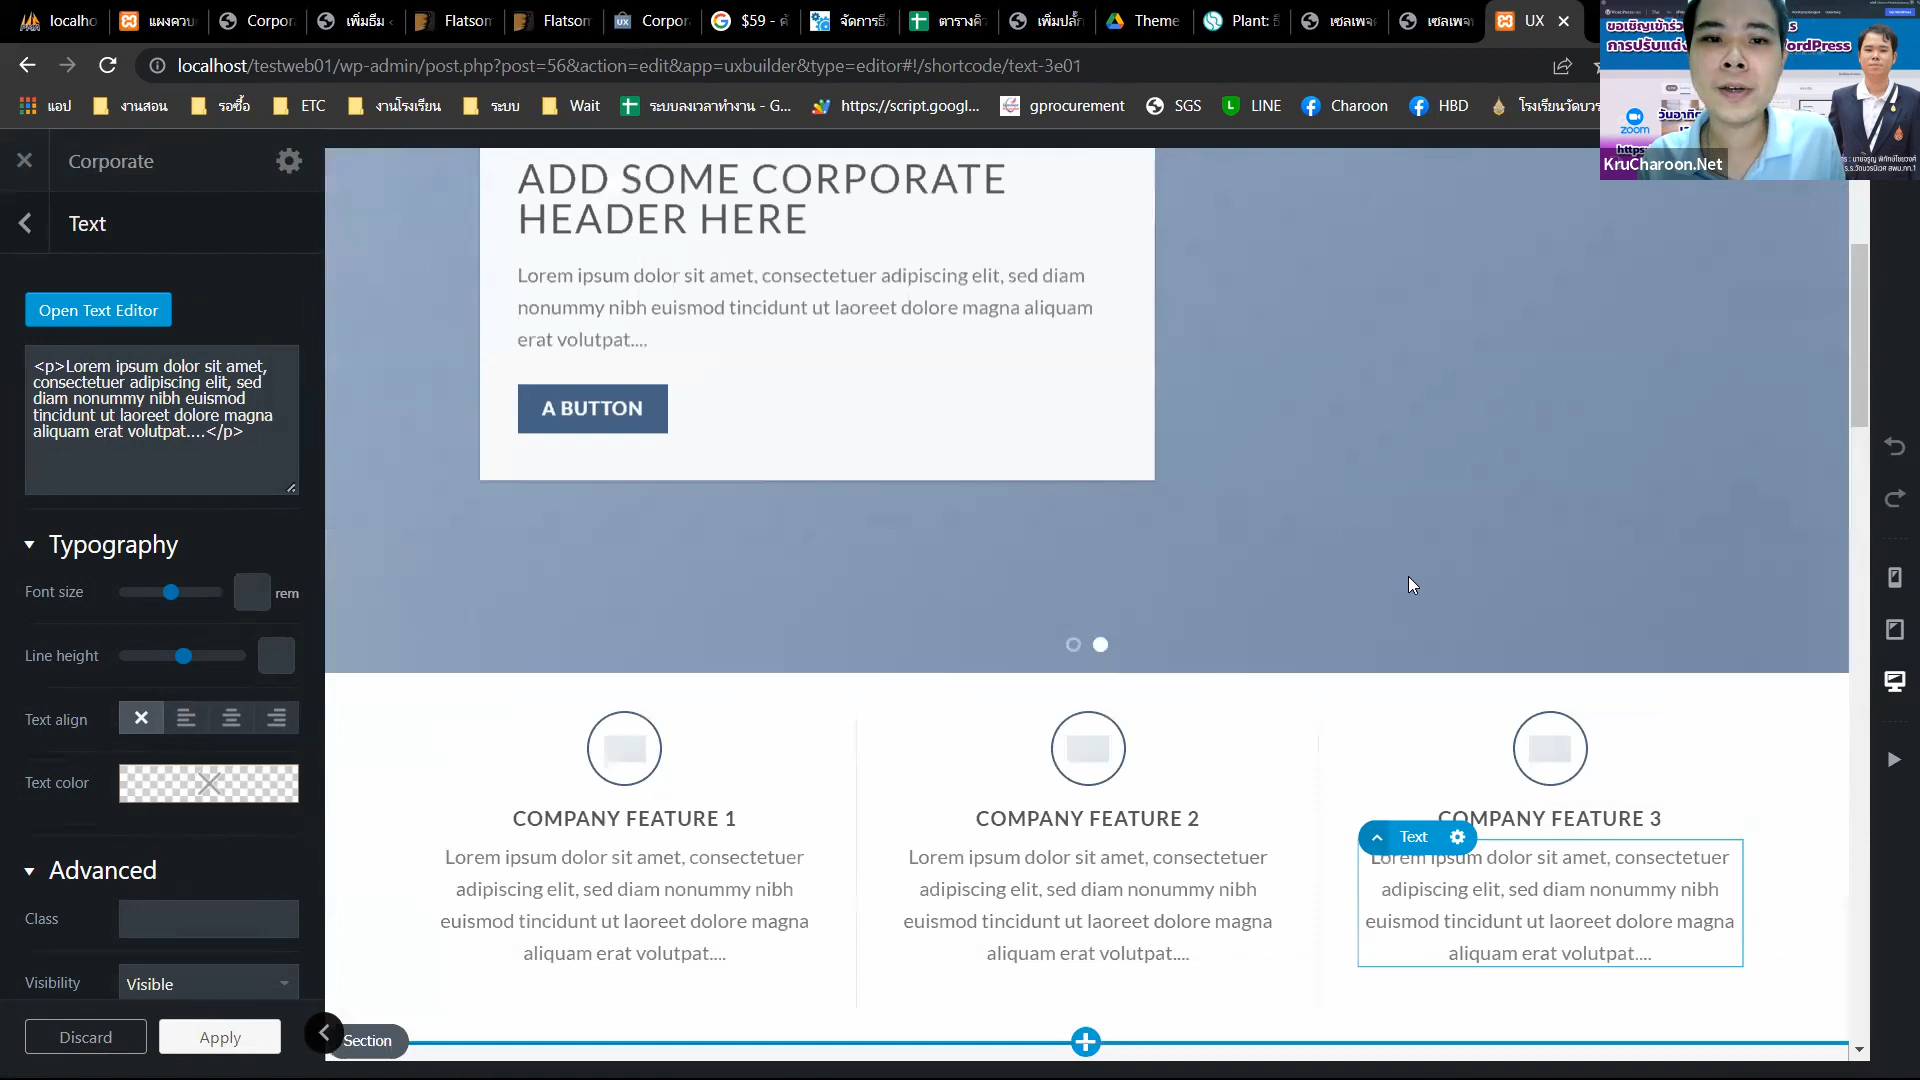 localho
แผงควบ
Corpor
เพิ่มธีม
Flatsom
Flatsom
Corpor
$59 - ค้
จัดการธี
ตารางคิว
เพิ่มปลั๊ก
Theme
Plant: ธี
เซลเพจ
เซลเพจ
UX
localhost/testweb01/wp-admin/post.php?post=56&action=edit&app=uxbuilder&type=editor#!/shortcode/text-3e01
แอป
งานสอน
รอซื้อ
ETC
งานโรงเรียน
ระบบ
Wait
ระบบลงเวลาทำงาน - G...
https://script.googl...
gprocurement
SGS
LINE
Charoon
HBD
โรงเรียนวัดบวร
ขอเชิญเข้าร่ว
การปรับแต่ง
ordPress
zoom
วันอาทิต
https
KruCharoon.Net
Corporate
Text
Open Text Editor
<p>Lorem ipsum dolor sit amet,
consectetuer adipiscing elit, sed
diam nonummy nibh euismod
tincidunt ut laoreet dolore magna
aliquam erat volutpat....</p>
Typography
Font size
rem
Line height
Text align
Text color
Advanced
Class
Visibility
Visible
Discard
Apply
ADD SOME CORPORATE
HEADER HERE
Lorem ipsum dolor sit amet, consectetuer adipiscing elit, sed diam
nonummy nibh euismod tincidunt ut laoreet dolore magna aliquam
erat volutpat....
A BUTTON
COMPANY FEATURE 1
Lorem ipsum dolor sit amet, consectetuer
adipiscing elit, sed diam nonummy nibh
euismod tincidunt ut laoreet dolore magna
aliquam erat volutpat....
COMPANY FEATURE 2
Lorem ipsum dolor sit amet, consectetuer
adipiscing elit, sed diam nonummy nibh
euismod tincidunt ut laoreet dolore magna
aliquam erat volutpat....
COMPANY FEATURE 3
Text
Lorem ipsum dolor sit amet, consectetuer
adipiscing elit, sed diam nonummy nibh
euismod tincidunt ut laoreet dolore magna
aliquam erat volutpat....
Section